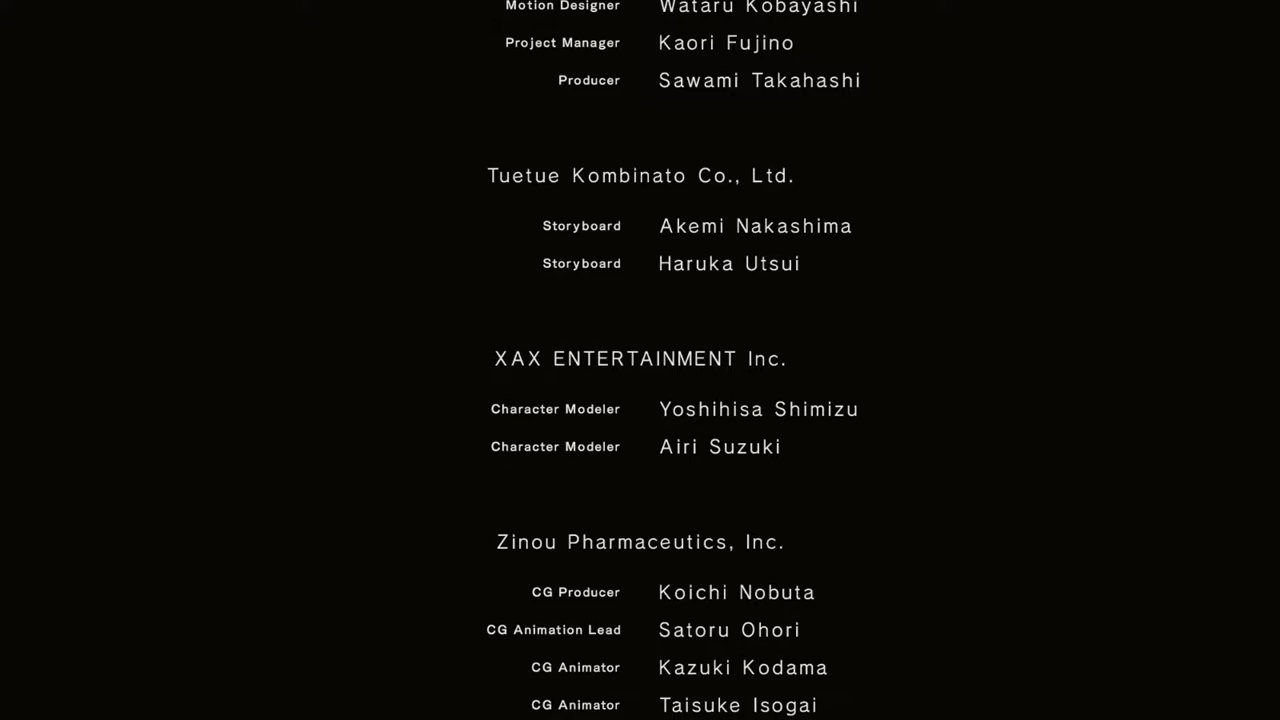 Motion Designer Wataru Kobayashi
Project Manager Kaori Fujino
Producer Sawami Takahashi
Tuetue Kombinato Co., Ltd.
Storyboard Akemi Nakashima
Storyboard Haruka Utsui
XAX ENTERTAINMENT Inc.
Character Modeler Yoshihisa Shimizu
Character Modeler Airi Suzuki
Zinou Pharmaceutics, Inc.
CG Producer Koichi Nobuta
CG Animation Lead Satoru Ohori
CG Animator Kazuki Kodama
CG Animator Taisuke Isogai